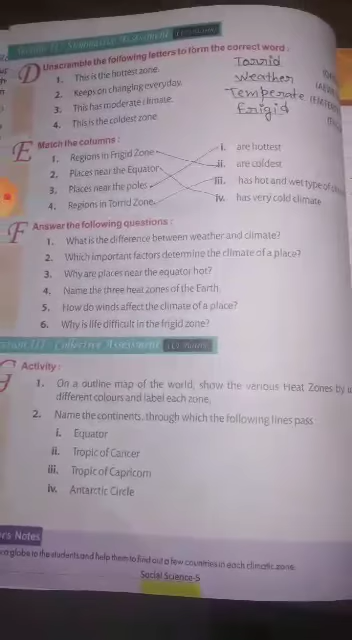 Unscramble the following letters to form the correct word :
1. This is the hottest zone. Torrid
2. Keeps on changing everyday. Weather
3. This has moderate climate. Temperate
4. This is the coldest zone Frigid
E Match the columns :
1. Regions in Frigid Zone i. are hottest
2. Places near the Equator ii. are coldest
3. Places near the poles iii. has hot and wet type of
4. Regions in Torrid Zone iv. has very cold climate
F Answer the following questions :
1. What is the difference between weather and climate?
2. Which important factors determine the climate of a place?
3. Why are places near the equator hot?
4. Name the three heat zones of the Earth.
5. How do winds affect the climate of a place?
6. Why is life difficult in the frigid zone?
Activity :
1. On a outline map of the world, show the various Heat Zones by
different colours and label each zone.
2. Name the continents, through which the following lines pass
i. Equator
ii. Tropic of Cancer
iii. Tropic of Capricorn
iv. Antarctic Circle
Notes
a globe to the students and help them to find out a few countries in each climatic zone.
Social Science-5